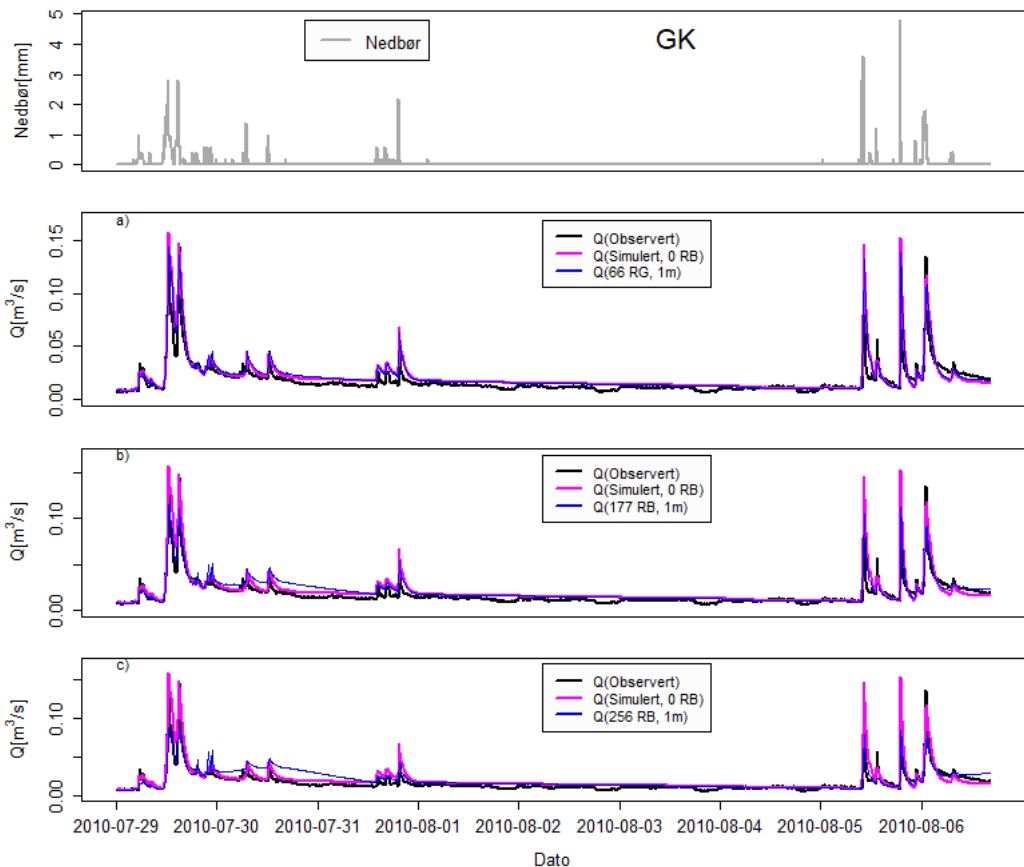 GK
Nedbør
Nedbør[mm]
5
4
3
2
1
0
a)
Q(Observert)
Q(Simulert, 0 RB)
Q(66 RG, 1m)
Q[m³/s]
0.15
0.10
0.05
0.00
b)
Q(Observert)
Q(Simulert, 0 RB)
Q(177 RB, 1m)
Q[m³/s]
0.10
0.00
c)
Q(Observert)
Q(Simulert, 0 RB)
Q(256 RB, 1m)
Q[m³/s]
0.10
0.00
2010-07-29 2010-07-30 2010-07-31 2010-08-01 2010-08-02 2010-08-03 2010-08-04 2010-08-05 2010-08-06
Dato